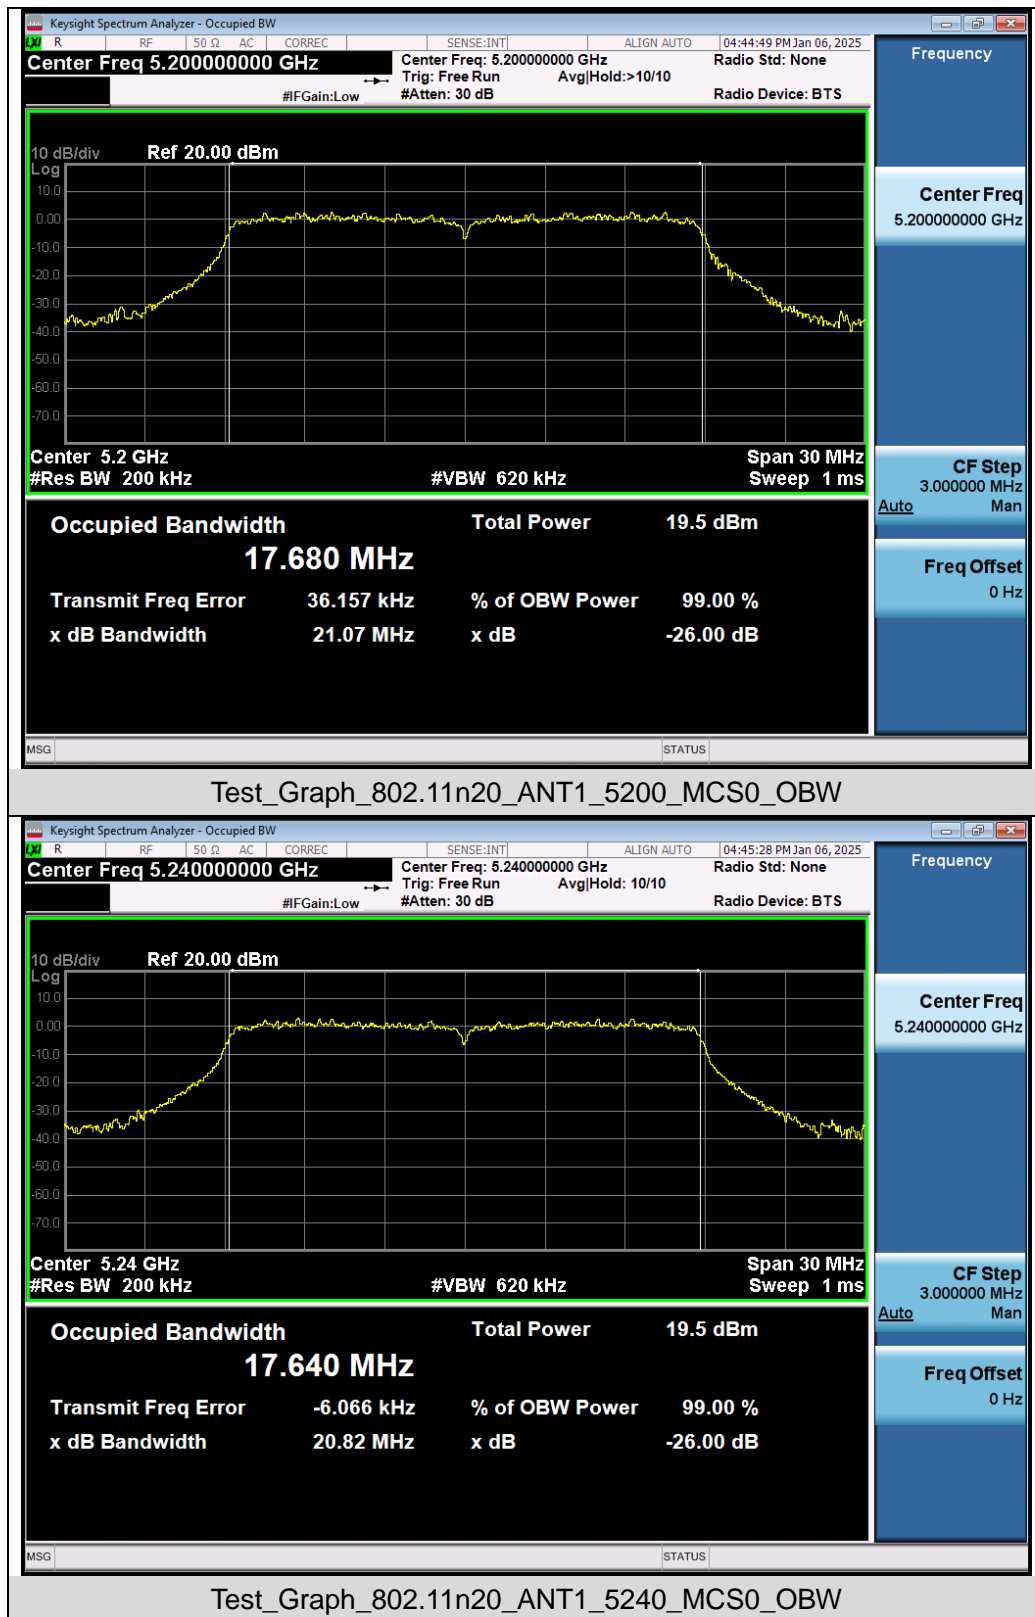 Keysight Spectrum Analyzer - Occupied BW
LXI R RF 50 Ω AC CORREC SENSE:INT ALIGN AUTO 04:44:49 PM Jan 06, 2025
Center Freq 5.200000000 GHz
Center Freq: 5.200000000 GHz Radio Std: None
Trig: Free Run Avg|Hold:>10/10
#IFGain:Low #Atten: 30 dB Radio Device: BTS
Frequency
10 dB/div Ref 20.00 dBm
Log
10.0
0.00
-10.0
-20.0
-30.0
-40.0
-50.0
-60.0
-70.0
Center 5.2 GHz Span 30 MHz
#Res BW 200 kHz #VBW 620 kHz Sweep 1 ms
Center Freq
5.200000000 GHz
CF Step
3.000000 MHz
Auto Man
Freq Offset
0 Hz
Occupied Bandwidth Total Power 19.5 dBm
17.680 MHz
Transmit Freq Error 36.157 kHz % of OBW Power 99.00 %
x dB Bandwidth 21.07 MHz x dB -26.00 dB
MSG STATUS
Test_Graph_802.11n20_ANT1_5200_MCS0_OBW
Keysight Spectrum Analyzer - Occupied BW
LXI R RF 50 Ω AC CORREC SENSE:INT ALIGN AUTO 04:45:28 PM Jan 06, 2025
Center Freq 5.240000000 GHz
Center Freq: 5.240000000 GHz Radio Std: None
Trig: Free Run Avg|Hold: 10/10
#IFGain:Low #Atten: 30 dB Radio Device: BTS
Frequency
10 dB/div Ref 20.00 dBm
Log
10.0
0.00
-10.0
-20.0
-30.0
-40.0
-50.0
-60.0
-70.0
Center 5.24 GHz Span 30 MHz
#Res BW 200 kHz #VBW 620 kHz Sweep 1 ms
Center Freq
5.240000000 GHz
CF Step
3.000000 MHz
Auto Man
Freq Offset
0 Hz
Occupied Bandwidth Total Power 19.5 dBm
17.640 MHz
Transmit Freq Error -6.066 kHz % of OBW Power 99.00 %
x dB Bandwidth 20.82 MHz x dB -26.00 dB
MSG STATUS
Test_Graph_802.11n20_ANT1_5240_MCS0_OBW